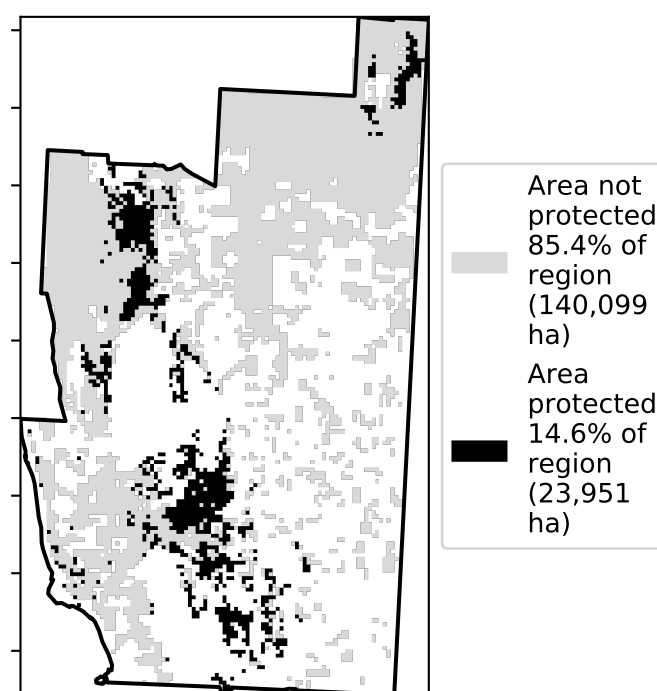 Area not
protected
85.4% of
region
(140,099
ha)
Area
protected
14.6% of
region
(23,951
ha)